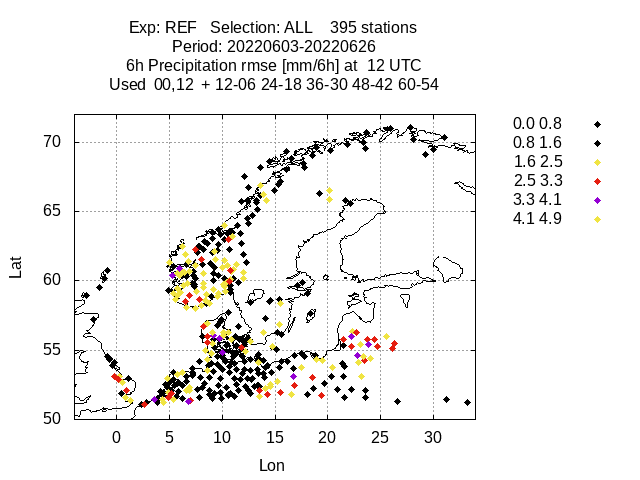 Exp: REF   Selection: ALL    395 stations
Period: 20220603-20220626
6h Precipitation rmse [mm/6h] at  12 UTC
Used  00,12  + 12-06 24-18 36-30 48-42 60-54
0.0 0.8
0.8 1.6
1.6 2.5
2.5 3.3
3.3 4.1
4.1 4.9
70
65
60
55
50
Lat
0 5 10 15 20 25 30
Lon